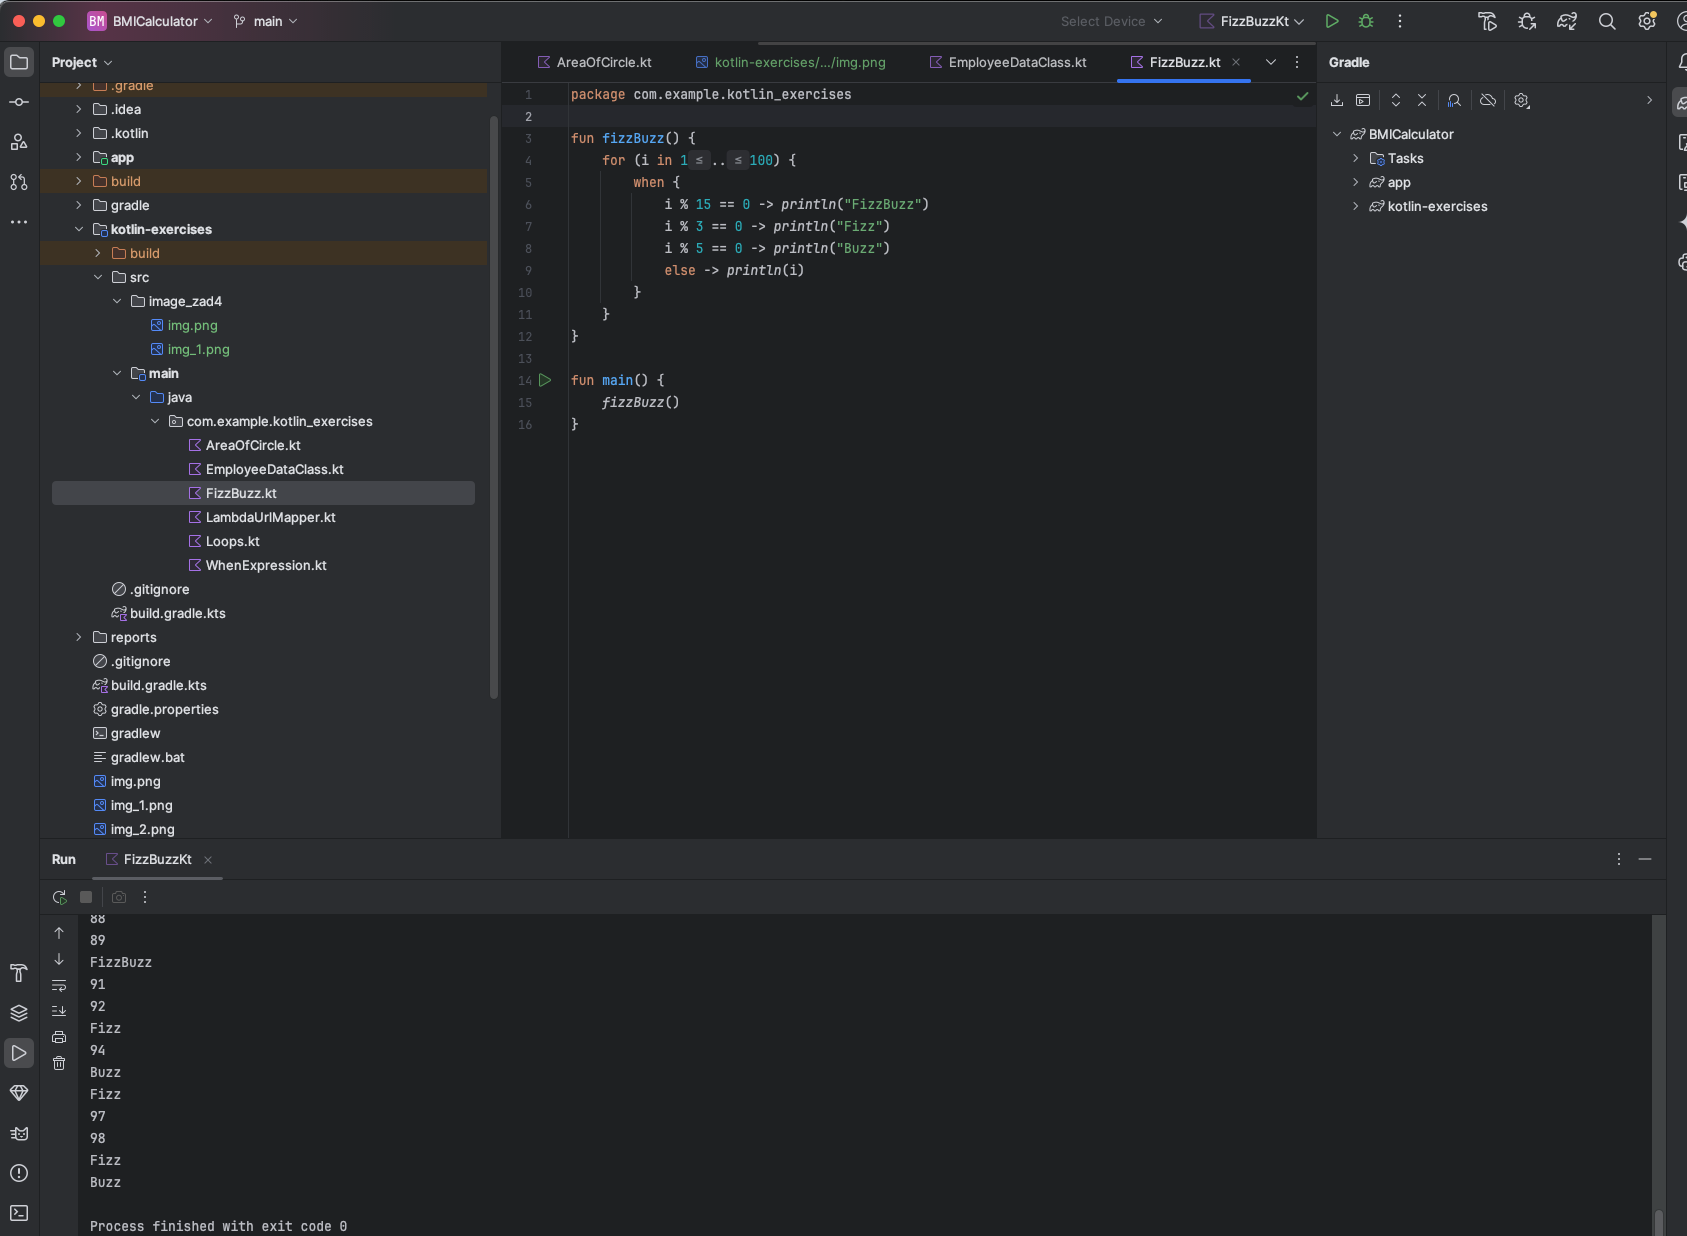 BM BMICalculator main Select Device FizzBuzzKt
Project
.gradle
.idea
.kotlin
app
build
gradle
kotlin-exercises
build
src
image_zad4
img.png
img_1.png
main
java
com.example.kotlin_exercises
AreaOfCircle.kt
EmployeeDataClass.kt
FizzBuzz.kt
LambdaUrlMapper.kt
Loops.kt
WhenExpression.kt
.gitignore
build.gradle.kts
reports
.gitignore
build.gradle.kts
gradle.properties
gradlew
gradlew.bat
img.png
img_1.png
img_2.png
AreaOfCircle.kt kotlin-exercises/.../img.png EmployeeDataClass.kt FizzBuzz.kt
1 package com.example.kotlin_exercises
2
3 fun fizzBuzz() {
4 for (i in 1 ≤ .. ≤ 100) {
5 when {
6 i % 15 == 0 -> println("FizzBuzz")
7 i % 3 == 0 -> println("Fizz")
8 i % 5 == 0 -> println("Buzz")
9 else -> println(i)
10 }
11 }
12 }
13
14 fun main() {
15 fizzBuzz()
16 }
Gradle
BMICalculator
Tasks
app
kotlin-exercises
Run FizzBuzzKt
88
89
FizzBuzz
91
92
Fizz
94
Buzz
Fizz
97
98
Fizz
Buzz
Process finished with exit code 0